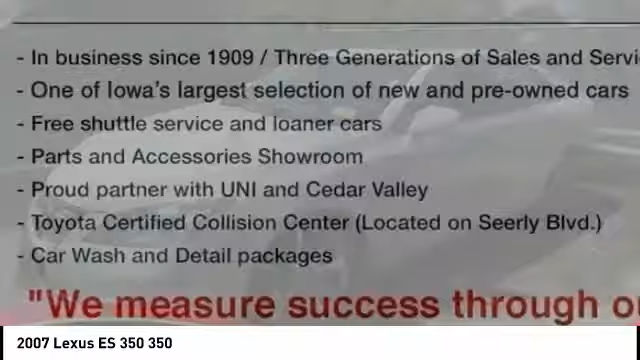 - In business since 1909 / Three Generations of Sales and Servi
- One of Iowa's largest selection of new and pre-owned cars
- Free shuttle service and loaner cars
- Parts and Accessories Showroom
- Proud partner with UNI and Cedar Valley
- Toyota Certified Collision Center (Located on Seerly Blvd.)
- Car Wash and Detail packages
"We measure success through ou
2007 Lexus ES 350 350